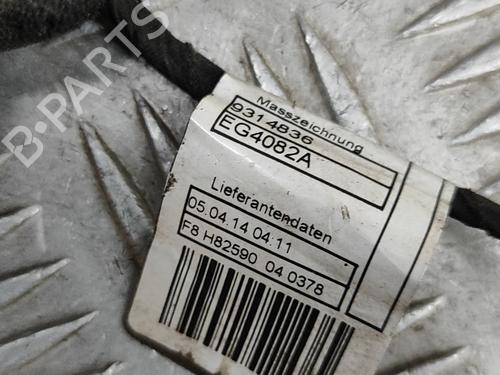 Masszeichnung
9314836
EG4082A
Lieferantendaten
05.04.14 04:11
F8 H82590 04 0378
B-PARTS